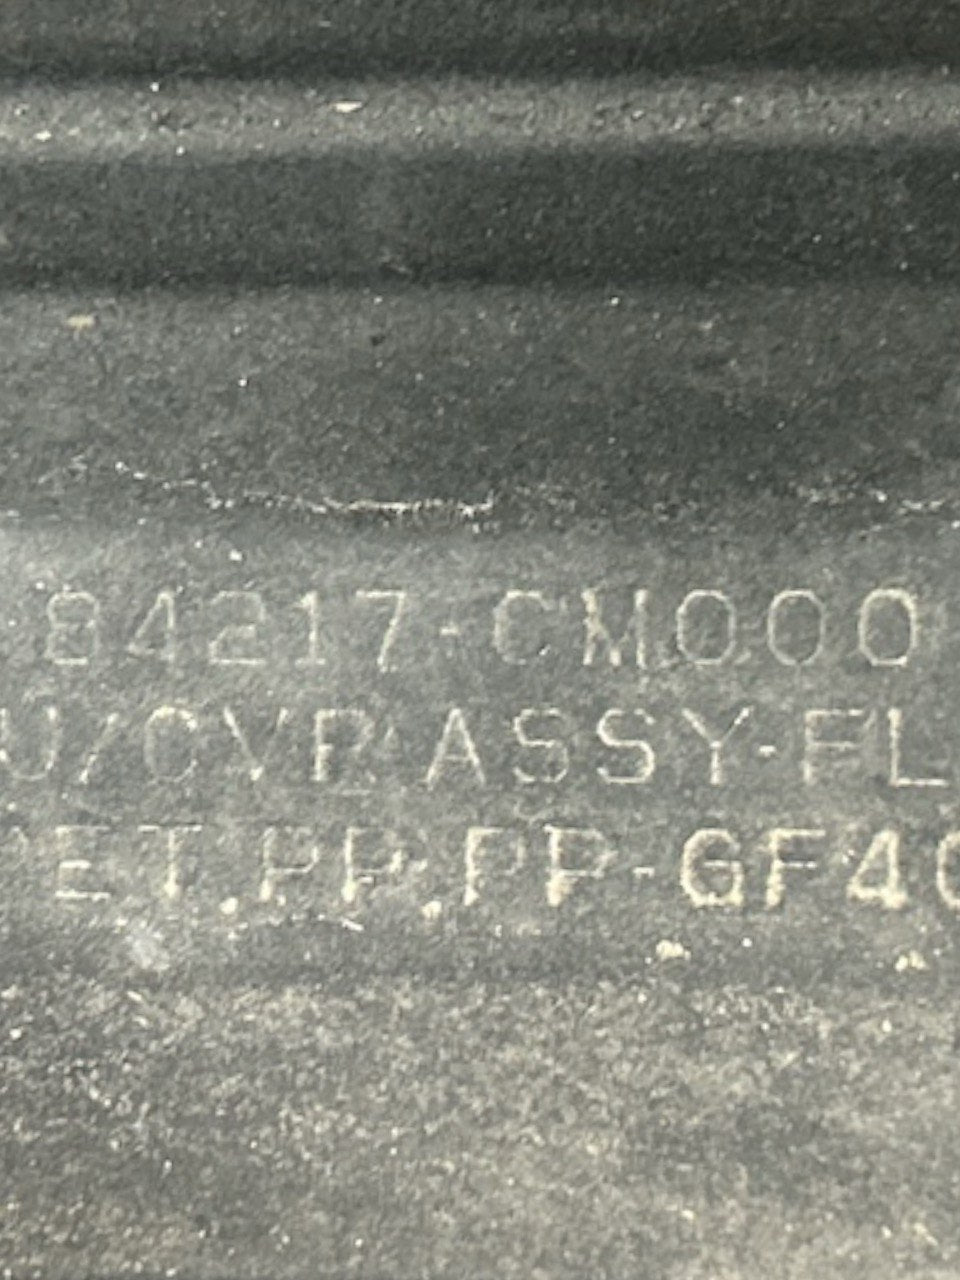 84217-CM000
U/CVR ASSY-FL
PET,PP,PP-GF40